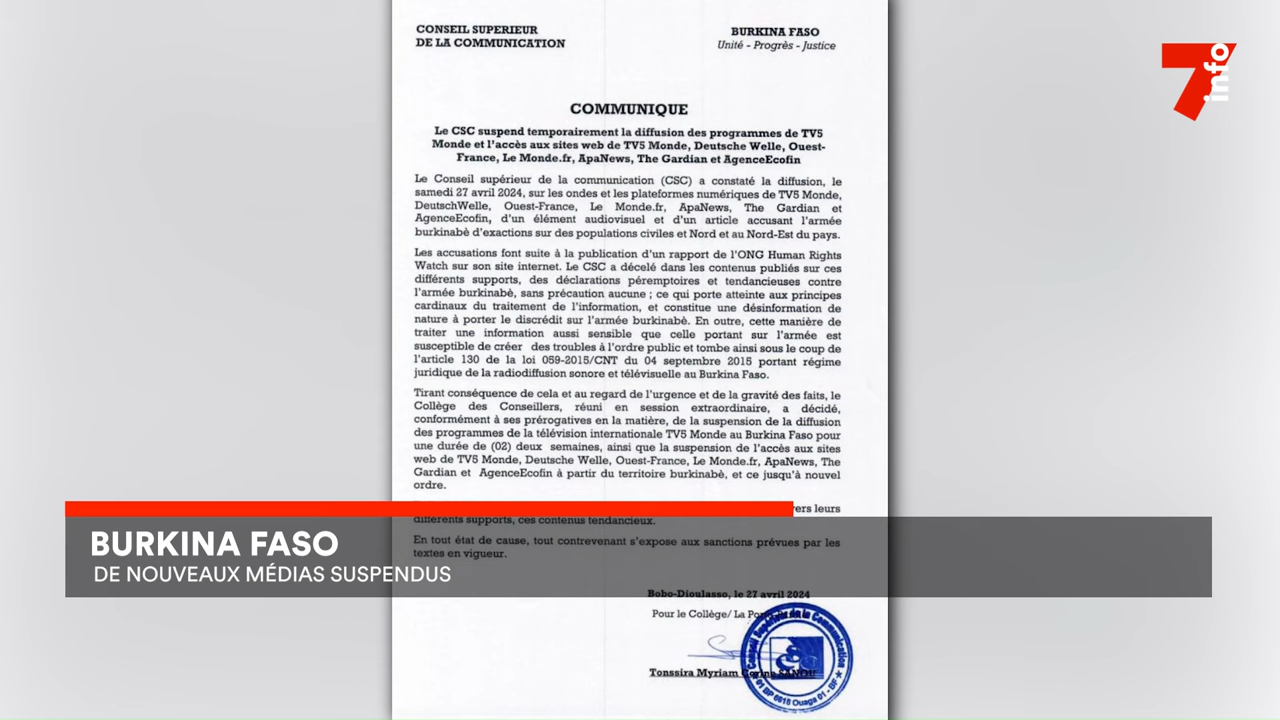 CONSEIL SUPERIEUR
DE LA COMMUNICATION
BURKINA FASO
Unité - Progrès - Justice
7info
COMMUNIQUE
Le CSC suspend temporairement la diffusion des programmes de TV5
Monde et l'accès aux sites web de TV5 Monde, Deutsche Welle, Ouest-
France, Le Monde.fr, ApaNews, The Gardian et AgenceEcofin
Le Conseil supérieur de la communication (CSC) a constaté la diffusion, le
samedi 27 avril 2024, sur les ondes et les plateformes numériques de TV5 Monde,
DeutschWelle, Ouest-France, Le Monde.fr, ApaNews, The Gardian et
AgenceEcofin, d'un élément audiovisuel et d'un article accusant l'armée
burkinabè d'exactions sur des populations civiles et Nord et au Nord-Est du pays.
Les accusations font suite à la publication d'un rapport de l'ONG Human Rights
Watch sur son site internet. Le CSC a décelé dans les contenus publiés sur ces
différents supports, des déclarations péremptoires et tendancieuses contre
l'armée burkinabè, sans précaution aucune ; ce qui porte atteinte aux principes
cardinaux du traitement de l'information, et constitue une désinformation de
nature à porter le discrédit sur l'armée burkinabè. En outre, cette manière de
traiter une information aussi sensible que celle portant sur l'armée est
susceptible de créer des troubles à l'ordre public et tombe ainsi sous le coup de
l'article 130 de la loi 059-2015/CNT du 04 septembre 2015 portant régime
juridique de la radiodiffusion sonore et télévisuelle au Burkina Faso.
Tirant conséquence de cela et au regard de l'urgence et de la gravité des faits, le
Collège des Conseillers, réuni en session extraordinaire, a décidé,
conformément à ses prérogatives en la matière, de la suspension de la diffusion
des programmes de la télévision internationale TV5 Monde au Burkina Faso pour
une durée de (02) deux semaines, ainsi que la suspension de l'accès aux sites
web de TV5 Monde, Deutsche Welle, Ouest-France, Le Monde.fr, ApaNews, The
Gardian et AgenceEcofin à partir du territoire burkinabè, et ce jusqu'à nouvel
ordre.
vers leurs
différents supports, ces contenus tendancieux.
En tout état de cause, tout contrevenant s'expose aux sanctions prévues par les
textes en vigueur.
BURKINA FASO
DE NOUVEAUX MÉDIAS SUSPENDUS
Bobo-Dioulasso, le 27 avril 2024
Pour le Collège/ La
Tonssira Myriam
Conseil Supérieur de la Communication
01 BP 6618 Ouaga 01 - BF